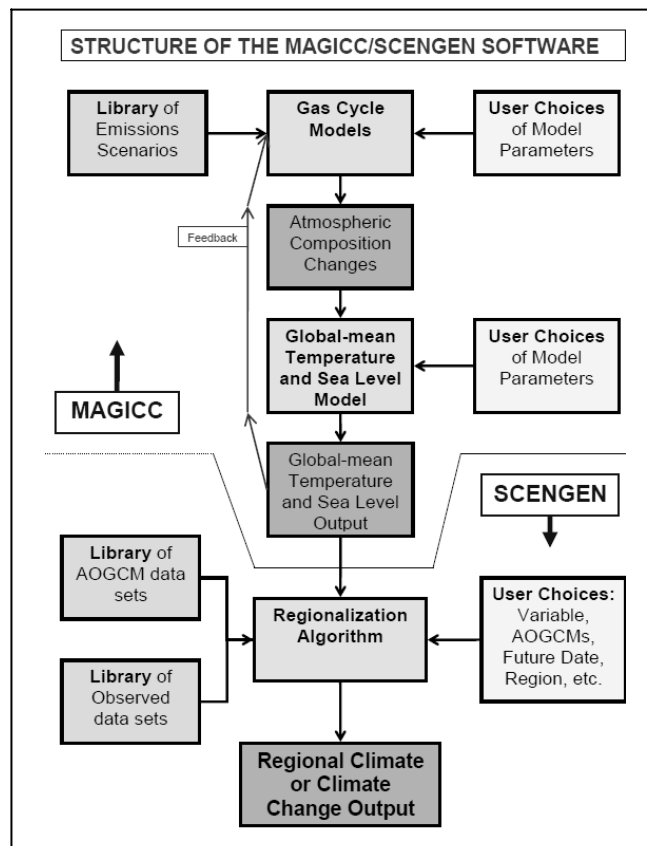 STRUCTURE OF THE MAGICC/SCENGEN SOFTWARE
Library of
Emissions
Scenarios
Gas Cycle
Models
User Choices
of Model
Parameters
Feedback
Atmospheric
Composition
Changes
Global-mean
Temperature
and Sea Level
Model
User Choices
of Model
Parameters
MAGICC
Global-mean
Temperature
and Sea Level
Output
SCENGEN
Library of
AOGCM data
sets
Regionalization
Algorithm
User Choices:
Variable,
AOGCMs,
Future Date,
Region, etc.
Library of
Observed
data sets
Regional Climate
or Climate
Change Output